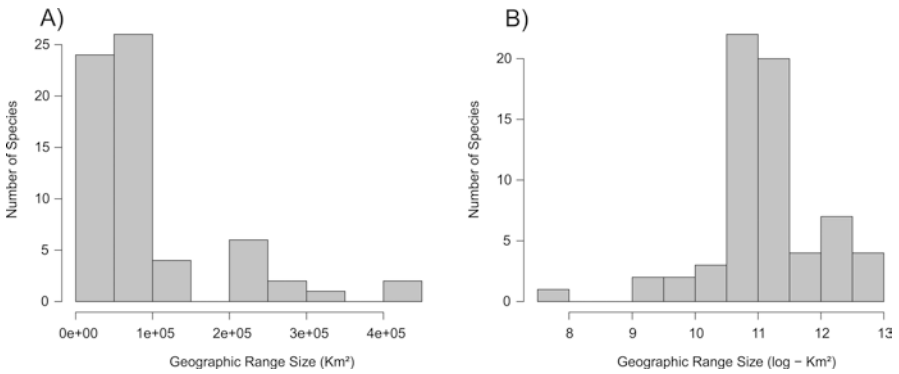 A)
Number of Species
25
20
15
10
5
0
0e+00 1e+05 2e+05 3e+05 4e+05
Geographic Range Size (Km²)
B)
Number of Species
20
15
10
5
0
8 9 10 11 12 13
Geographic Range Size (log − Km²)